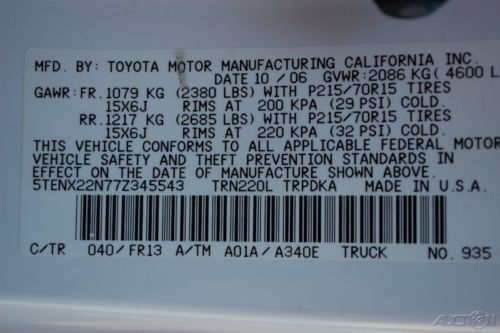 MFD. BY: TOYOTA MOTOR MANUFACTURING CALIFORNIA INC.
DATE 10/06 GVWR: 2086 KG( 4600 L
GAWR: FR. 1079 KG (2380 LBS) WITH P215/70R15 TIRES
15X6J RIMS AT 200 KPA (29 PSI) COLD.
RR. 1217 KG (2685 LBS) WITH P215/70R15 TIRES
15X6J RIMS AT 220 KPA (32 PSI) COLD.
THIS VEHICLE CONFORMS TO ALL APPLICABLE FEDERAL MOTOR
VEHICLE SAFETY AND THEFT PREVENTION STANDARDS IN
EFFECT ON THE DATE OF MANUFACTURE SHOWN ABOVE.
5TENX22N77Z345543 TRN220L TRPDKA MADE IN U.S.A.
C/TR 040/FR13 A/TM A01A/A340E TRUCK NO. 935
AUCTION